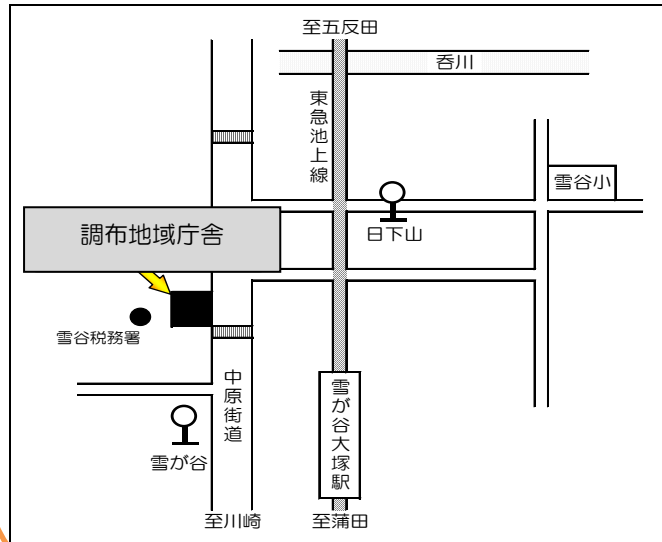 至五反田
呑川
東急池上線
雪谷小
日下山
調布地域庁舎
雪谷税務署
中原街道
雪が谷大塚駅
雪が谷
至川崎
至蒲田